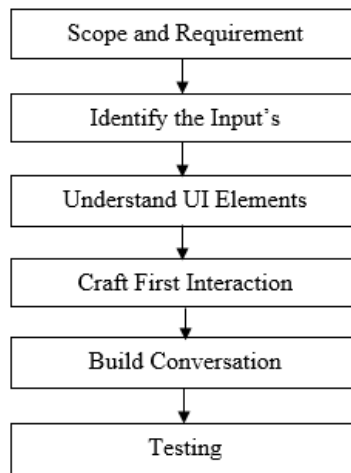 Scope and Requirement
Identify the Input’s
Understand UI Elements
Craft First Interaction
Build Conversation
Testing